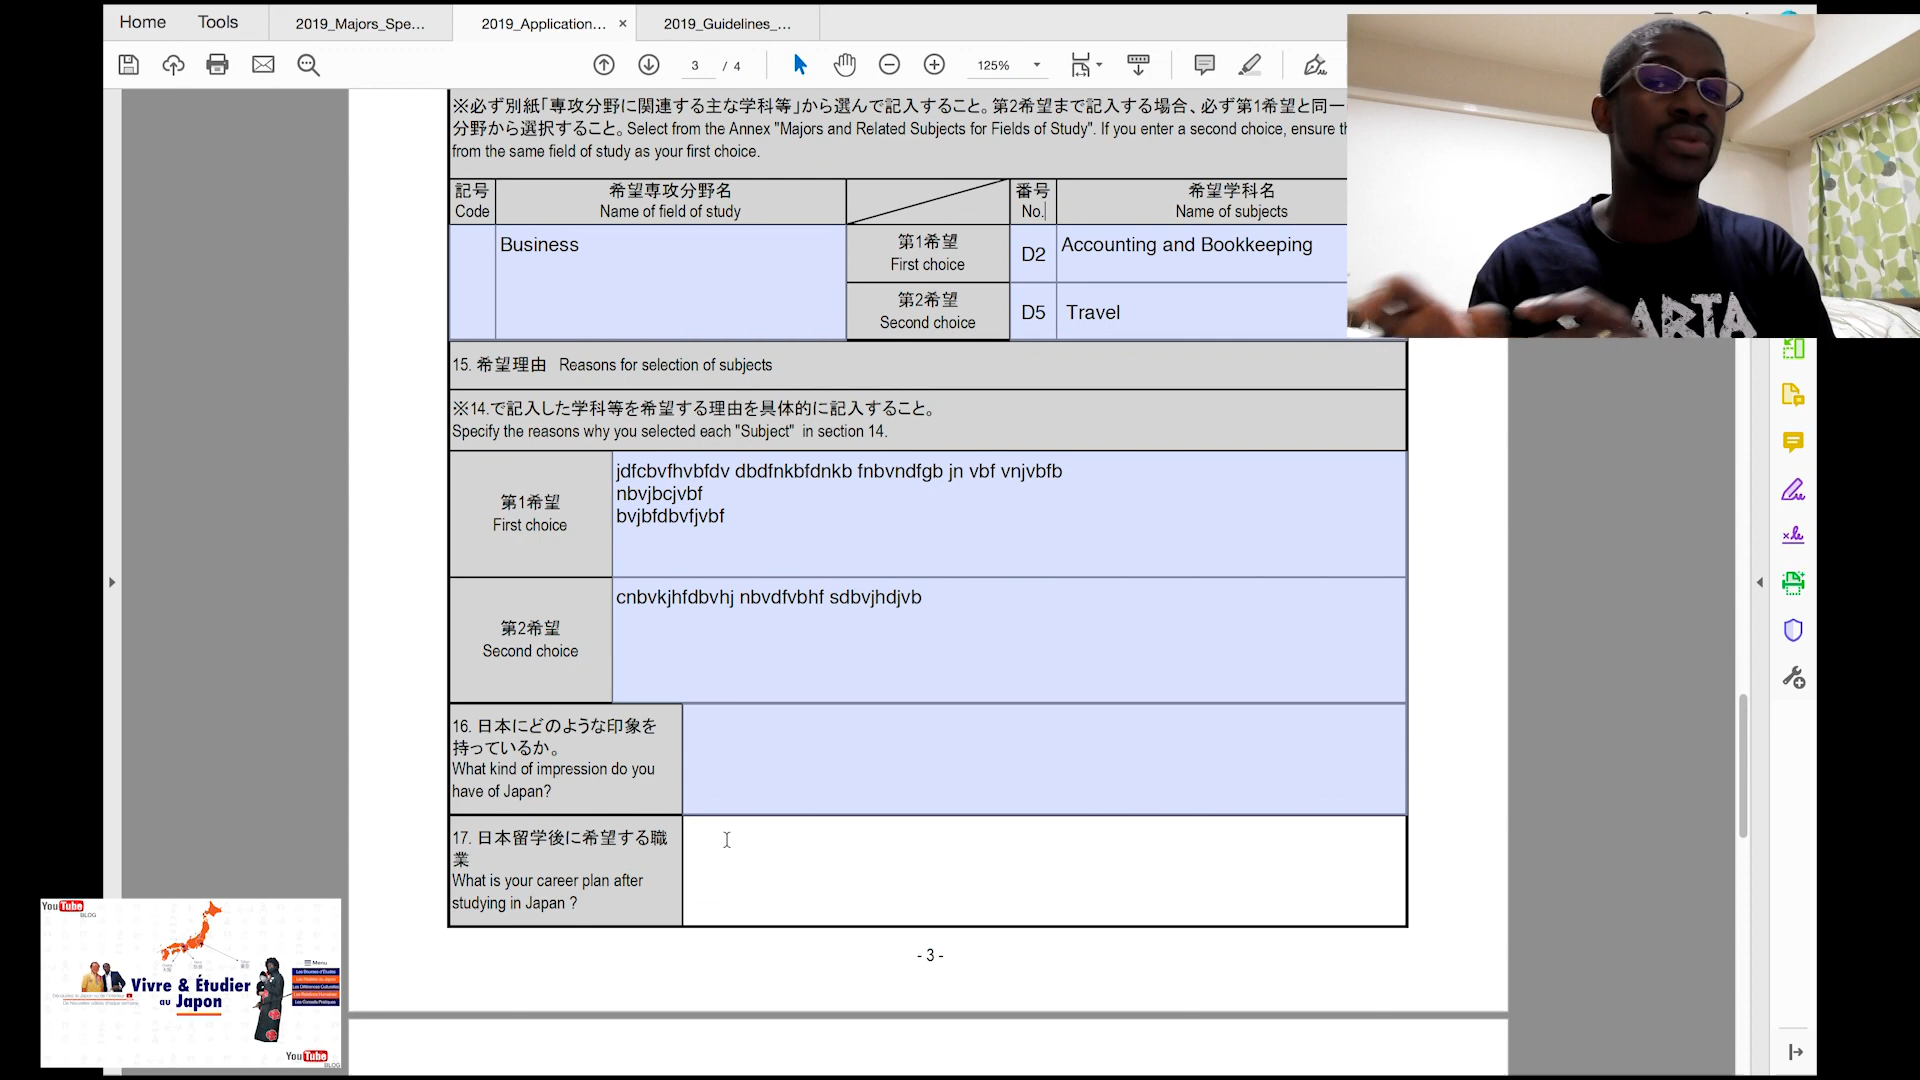 Home
Tools
2019_Majors_Spe...
2019_Application...
2019_Guidelines_...
3 / 4
125%
※必ず別紙「専攻分野に関連する主な学科等」から選んで記入すること。第2希望まで記入する場合、必ず第1希望と同一
分野から選択すること。Select from the Annex "Majors and Related Subjects for Fields of Study". If you enter a second choice, ensure th
from the same field of study as your first choice.
記号
Code
希望専攻分野名
Name of field of study
番号
No.
希望学科名
Name of subjects
Business
第1希望
First choice
D2
Accounting and Bookkeeping
第2希望
Second choice
D5
Travel
15. 希望理由 Reasons for selection of subjects
※14.で記入した学科等を希望する理由を具体的に記入すること。
Specify the reasons why you selected each "Subject" in section 14.
第1希望
First choice
jdfcbvfhvbfdv dbdfnkbfdnkb fnbvndfgb jn vbf vnjvbfb
nbvjbcjvbf
bvjbfdbvfjvbf
第2希望
Second choice
cnbvkjhfdbvhj nbvdfvbhf sdbvjhdjvb
16. 日本にどのような印象を
持っているか。
What kind of impression do you
have of Japan?
17. 日本留学後に希望する職
業
What is your career plan after
studying in Japan ?
- 3 -
ARTA
YouTube
BLOG
Menu
Vivre & Étudier
au Japon
YouTube
BLOG